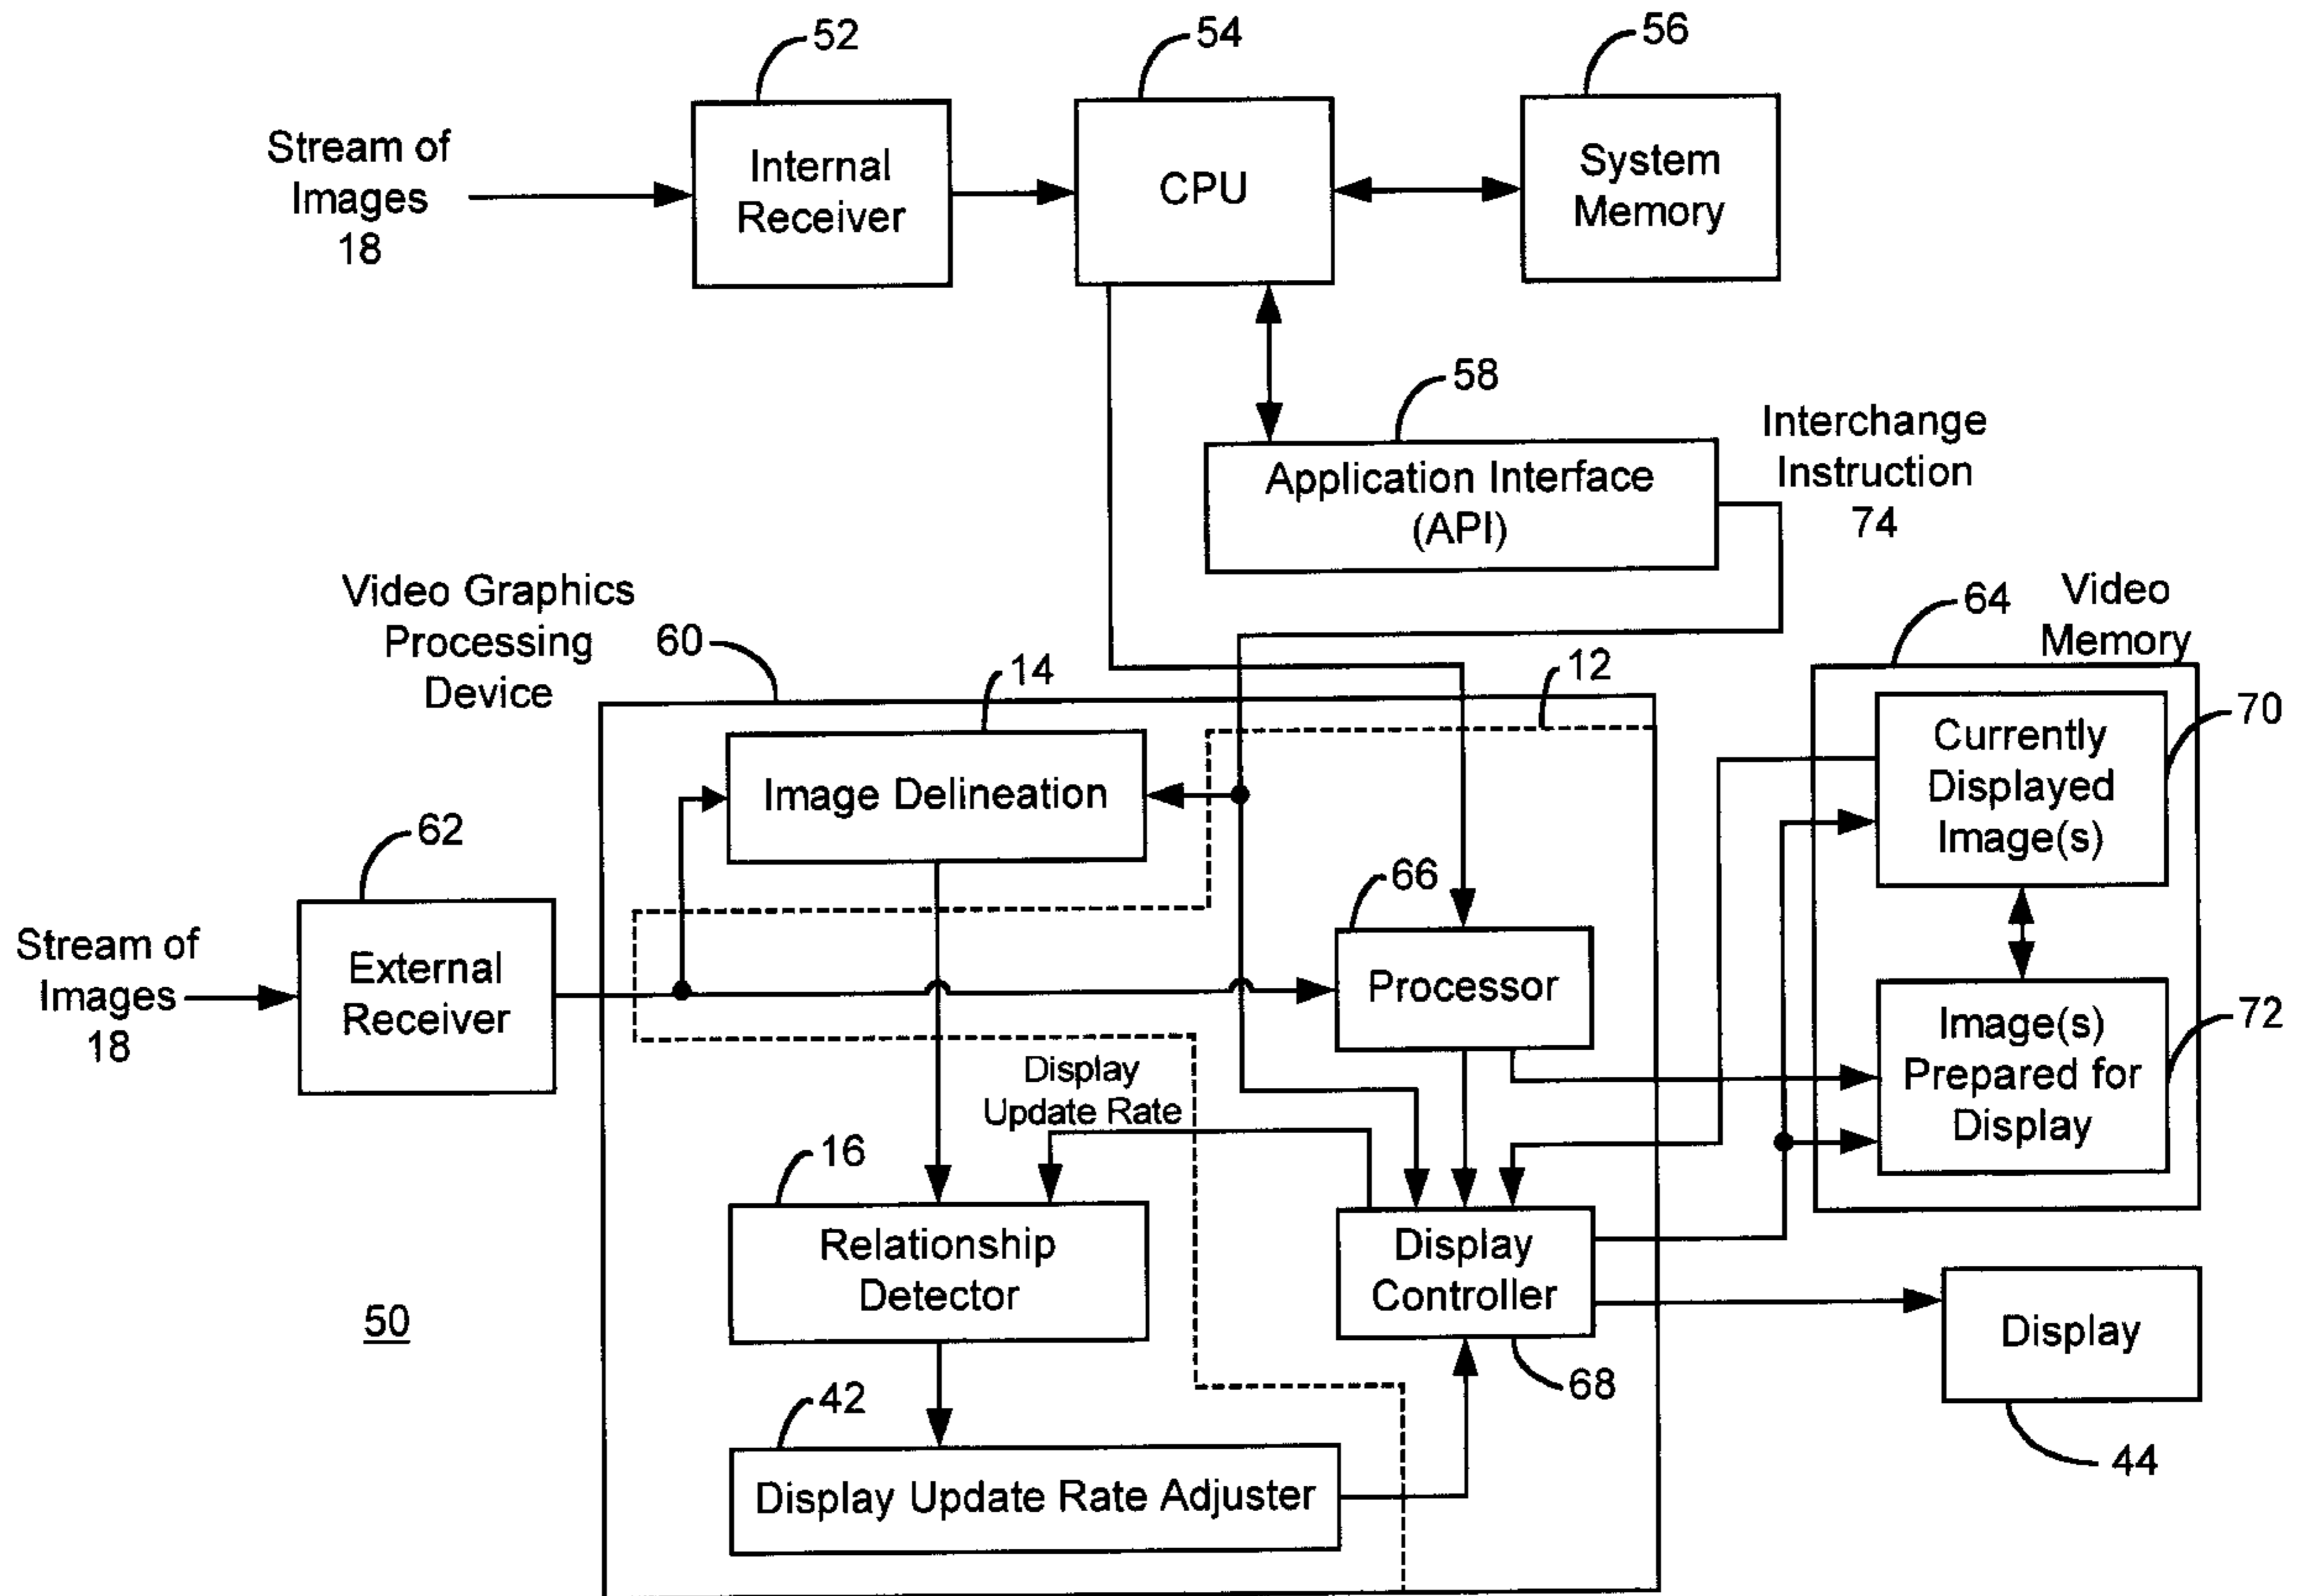 52
54
56
Stream of
Images
18
Internal
Receiver
CPU
System
Memory
58
Application Interface
(API)
Interchange
Instruction
74
Video Graphics
Processing
Device
60
14
12
64
Video
Memory
70
Currently
Displayed
Image(s)
Image Delineation
62
66
Stream of
Images
18
External
Receiver
Processor
72
Image(s)
Prepared for
Display
Display
Update Rate
16
Relationship
Detector
Display
Controller
68
50
Display
44
42
Display Update Rate Adjuster